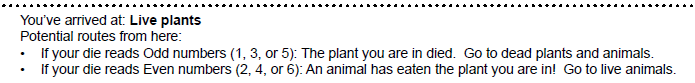 You've arrived at: Live plants
Potential routes from here:
• If your die reads Odd numbers (1, 3, or 5): The plant you are in died.  Go to dead plants and animals.
• If your die reads Even numbers (2, 4, or 6): An animal has eaten the plant you are in!  Go to live animals.